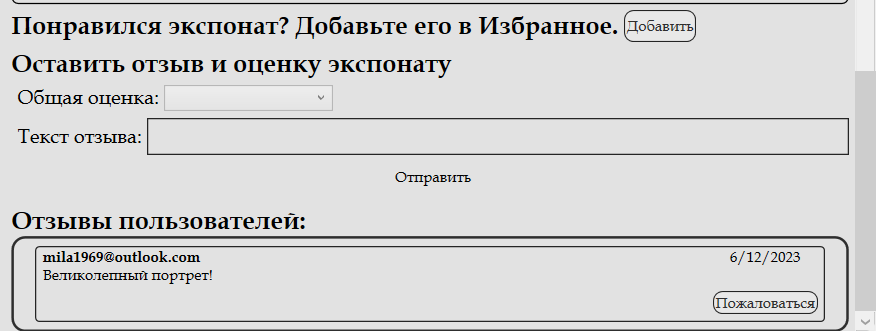 Понравился экспонат? Добавьте его в Избранное. Добавить
Оставить отзыв и оценку экспонату
Общая оценка:
Текст отзыва:
Отправить
Отзывы пользователей:
mila1969@outlook.com 6/12/2023
Великолепный портрет!
Пожаловаться